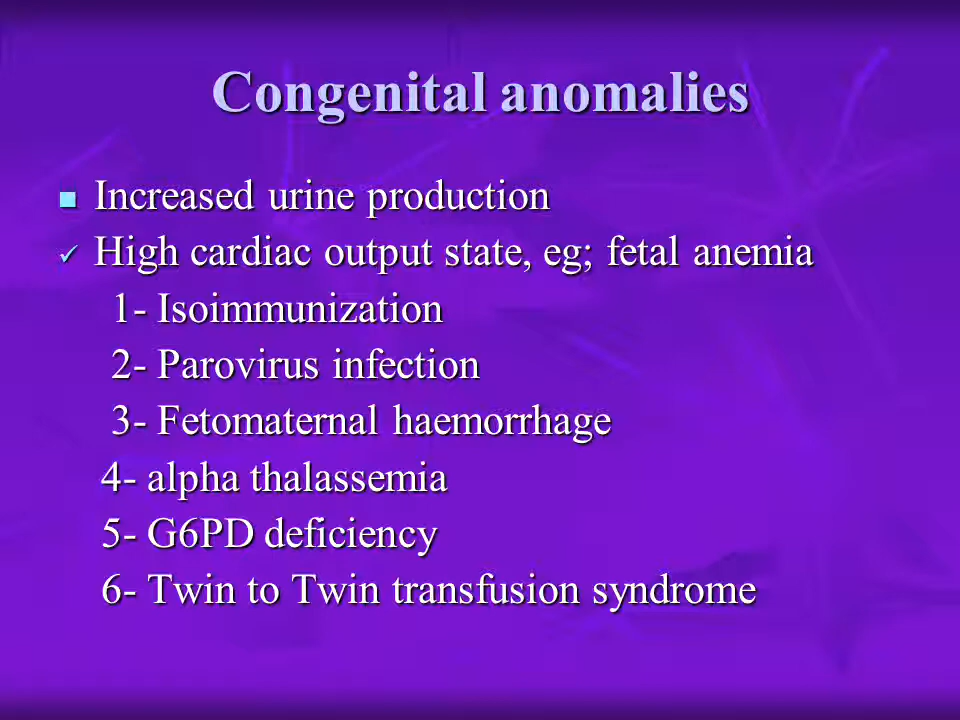 Congenital anomalies
Increased urine production
High cardiac output state, eg; fetal anemia
1- Isoimmunization
2- Parovirus infection
3- Fetomaternal haemorrhage
4- alpha thalassemia
5- G6PD deficiency
6- Twin to Twin transfusion syndrome